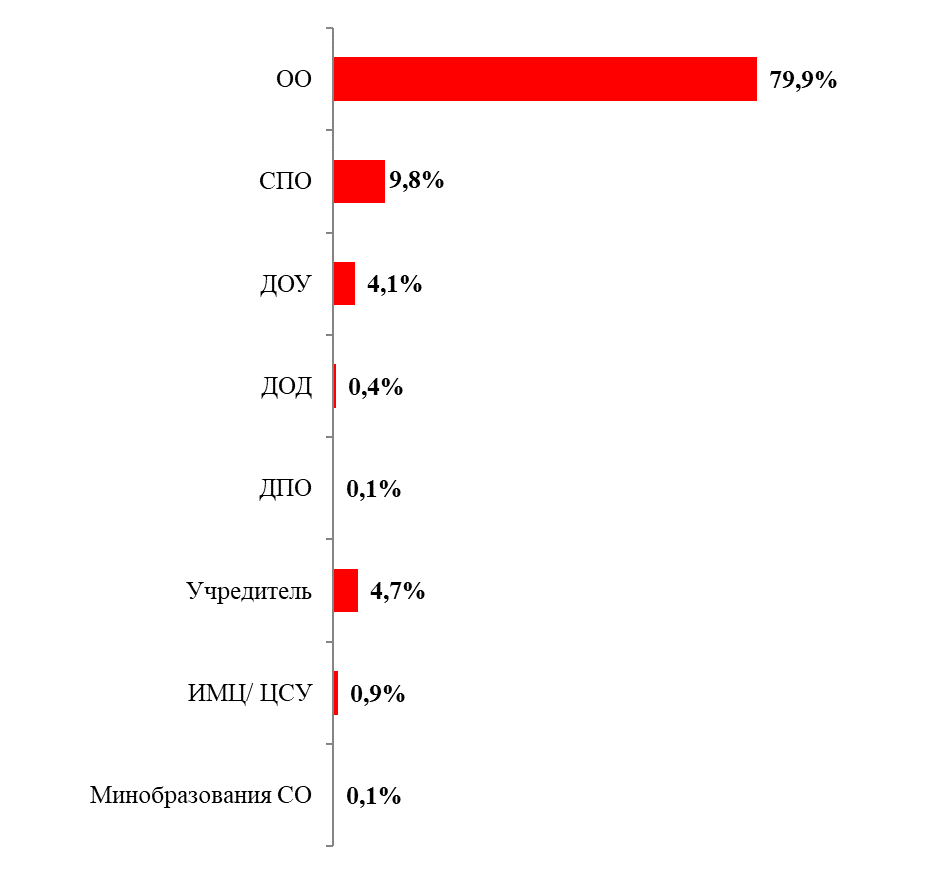 ОО 79,9%
СПО 9,8%
ДОУ 4,1%
ДОД 0,4%
ДПО 0,1%
Учредитель 4,7%
ИМЦ/ ЦСУ 0,9%
Минобразования СО 0,1%